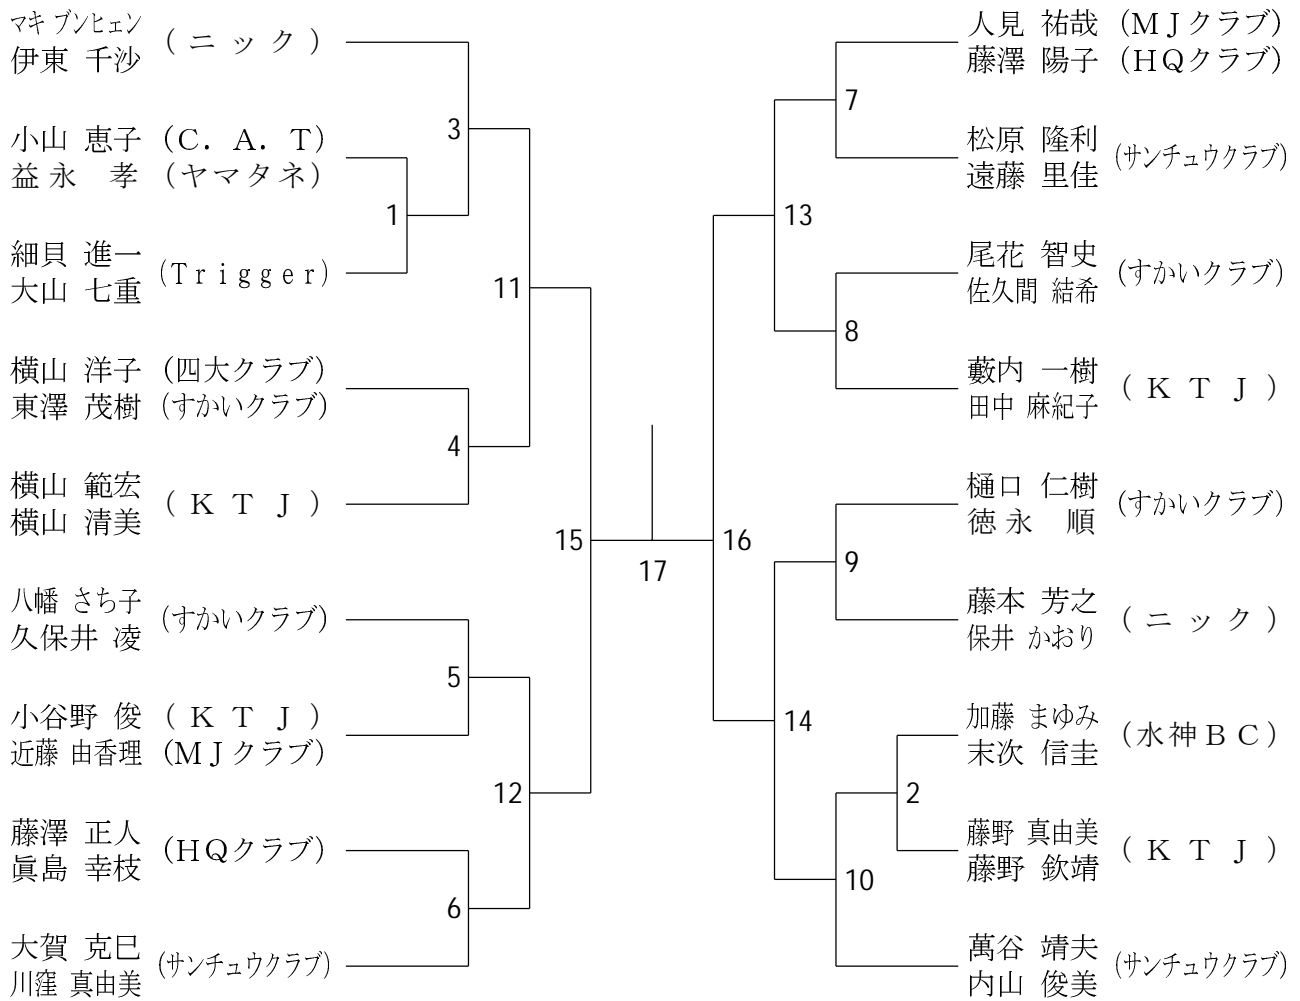 マキ ブンヒェン (ニック)
伊東 千沙
3
小山 恵子 (C．A．T)
益永 孝 (ヤマタネ)
1
細貝 進一 (Trigger)
大山 七重
11
横山 洋子 (四大クラブ)
東澤 茂樹 (すかいクラブ)
4
横山 範宏 (KTJ)
横山 清美
15
八幡 さち子 (すかいクラブ)
久保井 凌
5
小谷野 俊 (KTJ)
近藤 由香理 (MJクラブ)
12
藤澤 正人 (HQクラブ)
眞島 幸枝
6
大賀 克巳 (サンチュウクラブ)
川窪 真由美
17
人見 祐哉 (MJクラブ)
藤澤 陽子 (HQクラブ)
7
松原 隆利 (サンチュウクラブ)
遠藤 里佳
13
尾花 智史 (すかいクラブ)
佐久間 結希
8
藪内 一樹 (KTJ)
田中 麻紀子
16
樋口 仁樹 (すかいクラブ)
徳永 順
9
藤本 芳之 (ニック)
保井 かおり
14
加藤 まゆみ (水神BC)
末次 信圭
2
藤野 真由美 (KTJ)
藤野 欽靖
10
萬谷 靖夫 (サンチュウクラブ)
内山 俊美